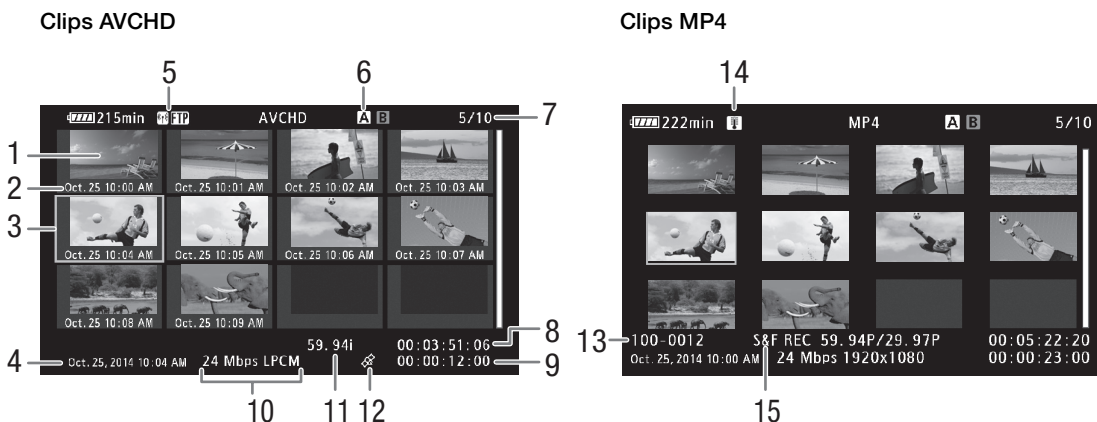 Clips AVCHD
Clips MP4
5
6
14
215min FTP AVCHD A B 5/10
7
222min MP4 A B 5/10
1
2
Oct. 25 10:00 AM Oct. 25 10:01 AM Oct. 25 10:02 AM Oct. 25 10:03 AM
3
Oct. 25 10:04 AM Oct. 25 10:05 AM Oct. 25 10:06 AM Oct. 25 10:07 AM
Oct. 25 10:08 AM Oct. 25 10:09 AM
59.94i 00:03:51:06
8
4
Oct. 25, 2014 10:04 AM 24 Mbps LPCM 00:00:12:00
9
10
11
12
13
100-0012 S&F REC 59.94P/29.97P 00:05:22:20
Oct. 25, 2014 10:00 AM 24 Mbps 1920x1080 00:00:23:00
15